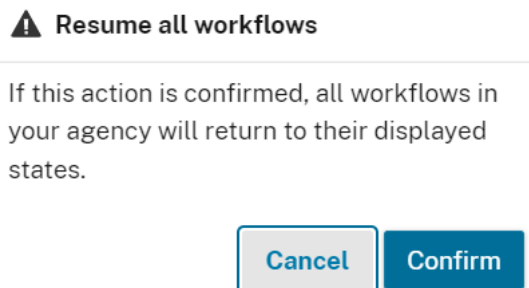 Resume all workflows
If this action is confirmed, all workflows in
your agency will return to their displayed
states.
Cancel Confirm